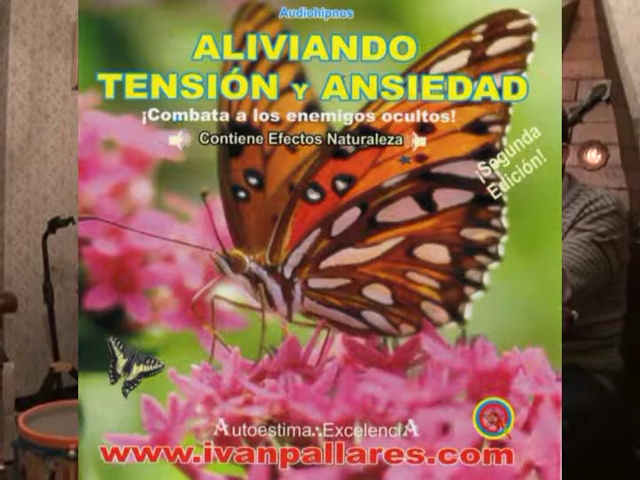 Audiohipnos
ALIVIANDO
TENSIÓN Y ANSIEDAD
¡Combata a los enemigos ocultos!
Contiene Efectos Naturaleza
¡Segunda
Edición!
Autoestima∴ExcelenciA
www.ivanpallares.com